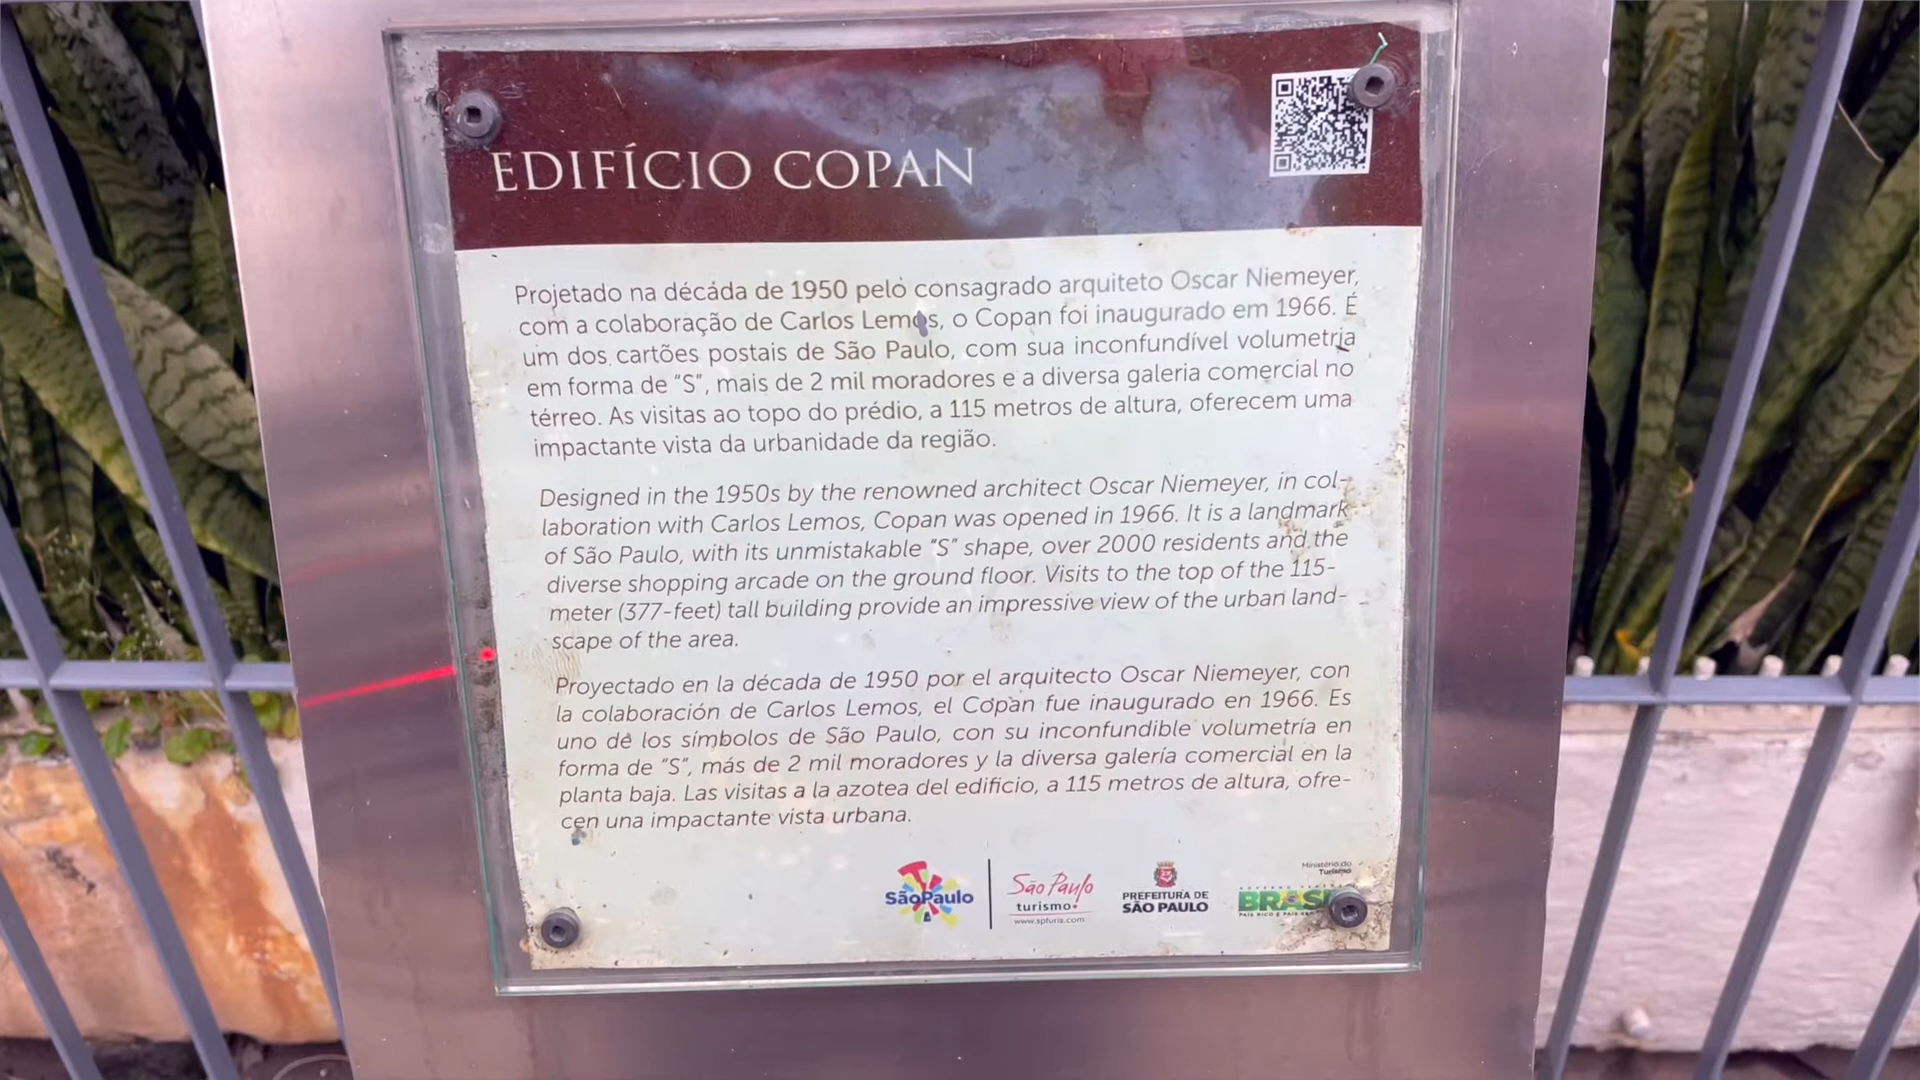 EDIFÍCIO COPAN
Projetado na década de 1950 pelo consagrado arquiteto Oscar Niemeyer,
com a colaboração de Carlos Lemos, o Copan foi inaugurado em 1966. É
um dos cartões postais de São Paulo, com sua inconfundível volumetria
em forma de “S”, mais de 2 mil moradores e a diversa galeria comercial no
térreo. As visitas ao topo do prédio, a 115 metros de altura, oferecem uma
impactante vista da urbanidade da região.
Designed in the 1950s by the renowned architect Oscar Niemeyer, in col-
laboration with Carlos Lemos, Copan was opened in 1966. It is a landmark
of São Paulo, with its unmistakable “S” shape, over 2000 residents and the
diverse shopping arcade on the ground floor. Visits to the top of the 115-
meter (377-feet) tall building provide an impressive view of the urban land-
scape of the area.
Proyectado en la década de 1950 por el arquitecto Oscar Niemeyer, con
la colaboración de Carlos Lemos, el Copan fue inaugurado en 1966. Es
uno de los símbolos de São Paulo, con su inconfundible volumetría en
forma de “S”, más de 2 mil moradores y la diversa galería comercial en la
planta baja. Las visitas a la azotea del edificio, a 115 metros de altura, ofre-
cen una impactante vista urbana.
SãoPaulo
São Paulo
turismo
www.spturis.com
PREFEITURA DE
SÃO PAULO
Ministério do
Turismo
GOVERNO FEDERAL
BRASIL
PAÍS RICO É PAÍS